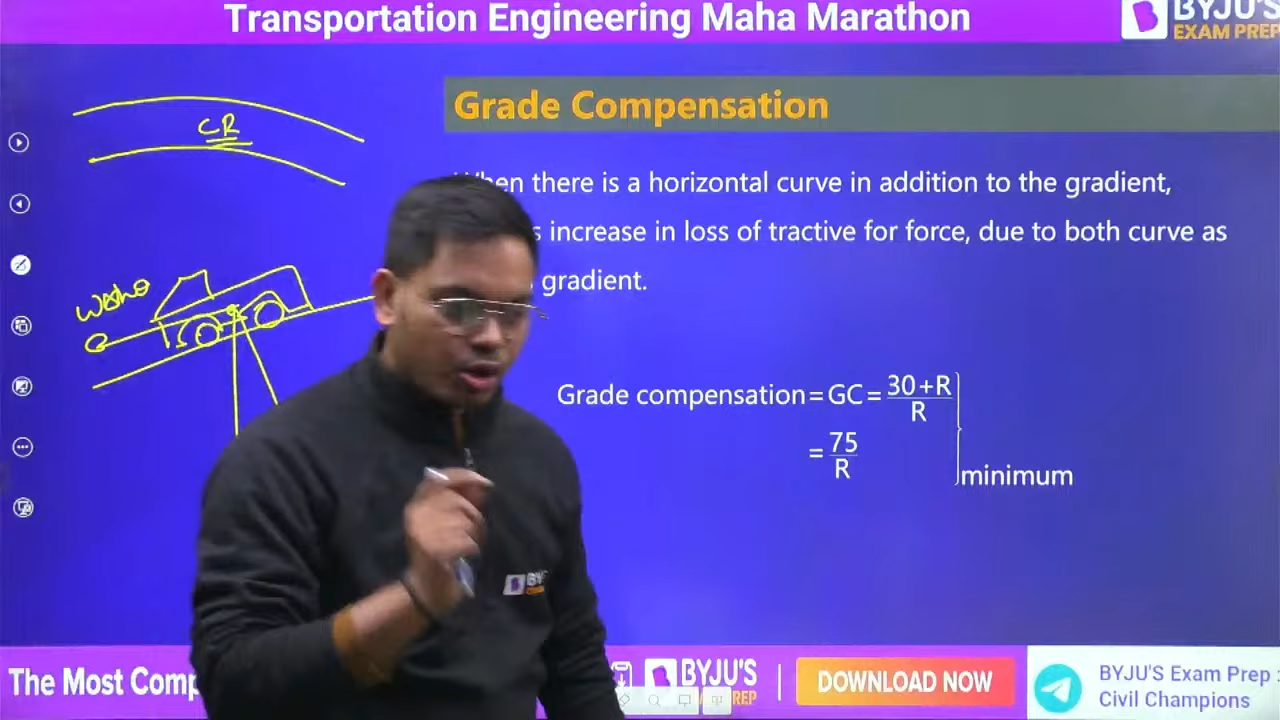 Transportation Engineering Maha Marathon
BYJU'S
EXAM PREP
Grade Compensation
CR
When there is a horizontal curve in addition to the gradient,
increase in loss of tractive for force, due to both curve as
gradient.
Grade compensation = GC = 30+R/R
= 75/R
minimum
The Most Comp
BYJU'S
DOWNLOAD NOW
BYJU'S Exam Prep :
Civil Champions